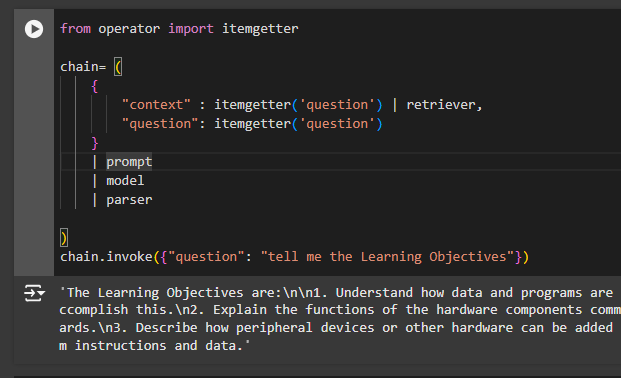 from operator import itemgetter
chain= (
{
"context" : itemgetter('question') | retriever,
"question": itemgetter('question')
}
| prompt
| model
| parser
)
chain.invoke({"question": "tell me the Learning Objectives"})
'The Learning Objectives are:\n\n1. Understand how data and programs are
ccomplish this.\n2. Explain the functions of the hardware components comm
ards.\n3. Describe how peripheral devices or other hardware can be added
m instructions and data.'